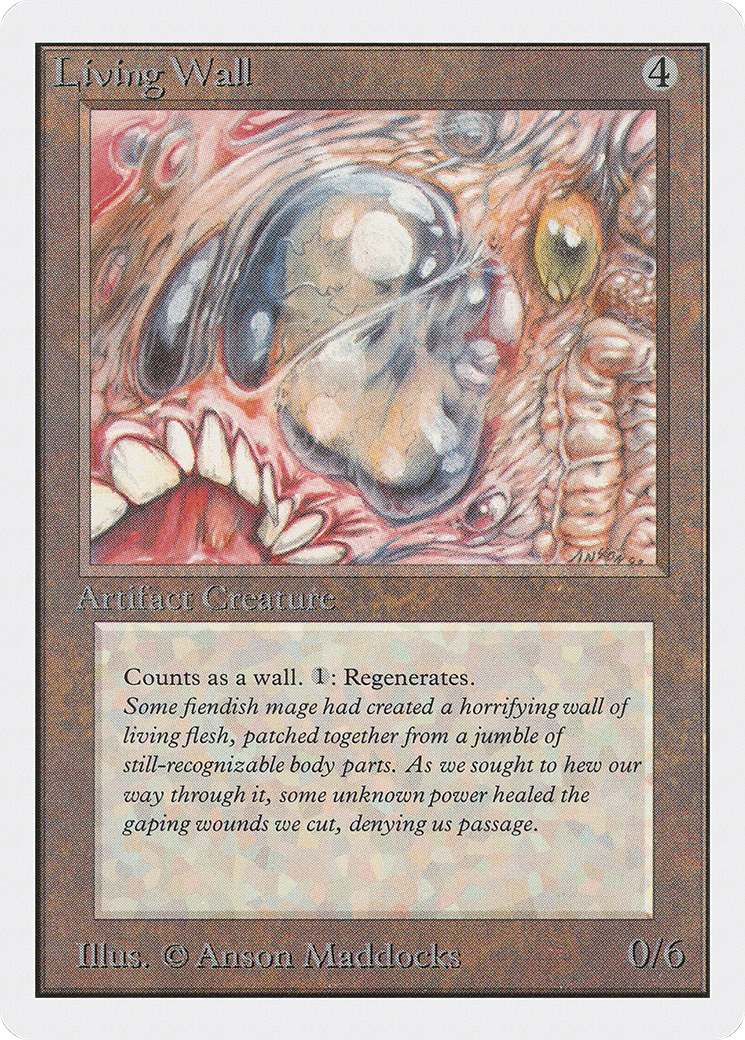 Living Wall 4
ANSON 92
Artifact Creature
Counts as a wall. 1: Regenerates.
Some fiendish mage had created a horrifying wall of
living flesh, patched together from a jumble of
still-recognizable body parts. As we sought to hew our
way through it, some unknown power healed the
gaping wounds we cut, denying us passage.
Illus. © Anson Maddocks 0/6